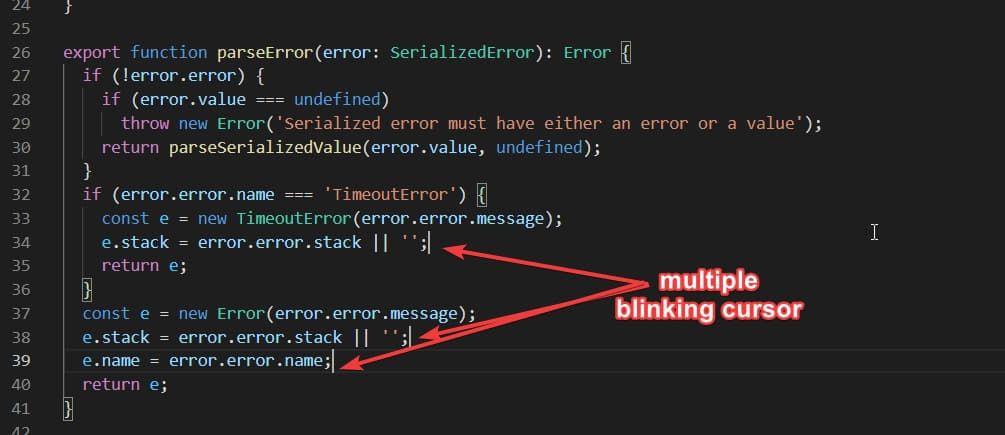 24 }
25
26 export function parseError(error: SerializedError): Error {
27 if (!error.error) {
28 if (error.value === undefined)
29 throw new Error('Serialized error must have either an error or a value');
30 return parseSerializedValue(error.value, undefined);
31 }
32 if (error.error.name === 'TimeoutError') {
33 const e = new TimeoutError(error.error.message);
34 e.stack = error.error.stack || '';
35 return e;
36 }
37 const e = new Error(error.error.message);
38 e.stack = error.error.stack || '';
39 e.name = error.error.name;
40 return e;
41 }
42
multiple
blinking cursor